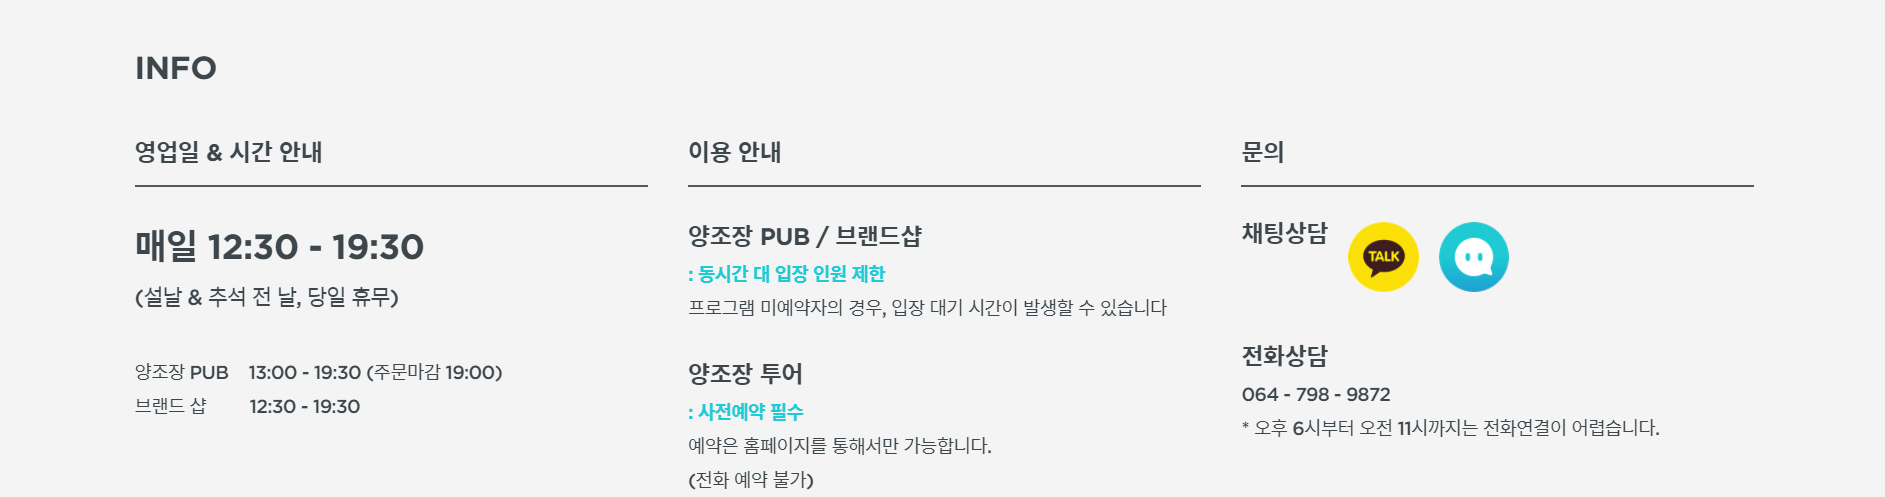 INFO
영업일 & 시간 안내
매일 12:30 - 19:30
(설날 & 추석 전 날, 당일 휴무)
양조장 PUB 13:00 - 19:30 (주문마감 19:00)
브랜드 샵 12:30 - 19:30
이용 안내
양조장 PUB / 브랜드샵
: 동시간 대 입장 인원 제한
프로그램 미예약자의 경우, 입장 대기 시간이 발생할 수 있습니다
양조장 투어
: 사전예약 필수
예약은 홈페이지를 통해서만 가능합니다.
(전화 예약 불가)
문의
채팅상담
TALK
전화상담
064 - 798 - 9872
* 오후 6시부터 오전 11시까지는 전화연결이 어렵습니다.